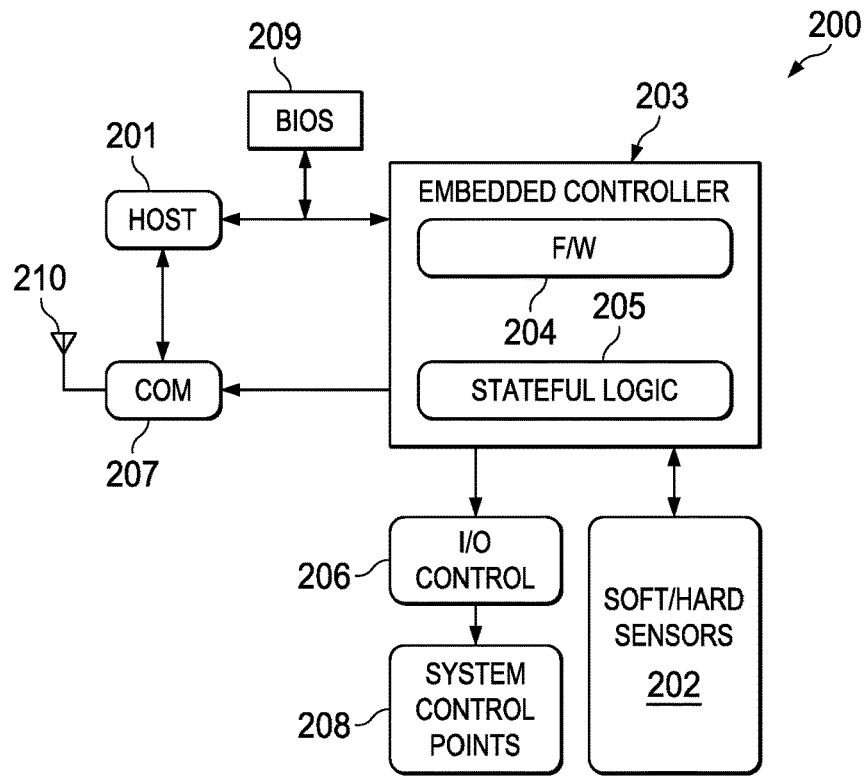 200
209
BIOS
203
201
HOST
EMBEDDED CONTROLLER
F/W
210
204
205
COM
STATEFUL LOGIC
207
206
I/O
CONTROL
SOFT/HARD
SENSORS
202
208
SYSTEM
CONTROL
POINTS